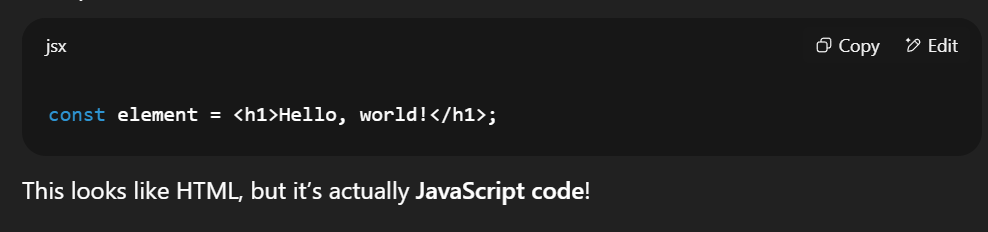 jsx
Copy
Edit
const element = <h1>Hello, world!</h1>;
This looks like HTML, but it’s actually JavaScript code!